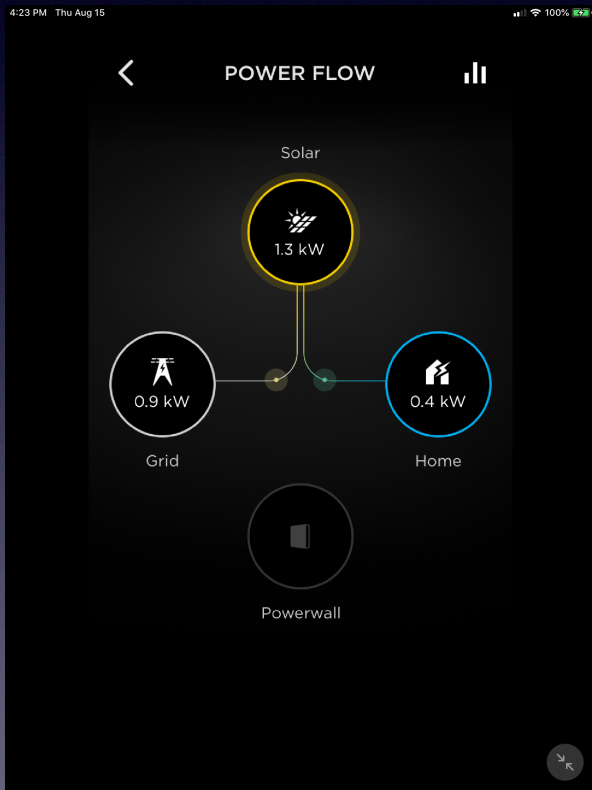 4:23 PM Thu Aug 15 100%
POWER FLOW
Solar
1.3 kW
0.9 kW 0.4 kW
Grid Home
Powerwall